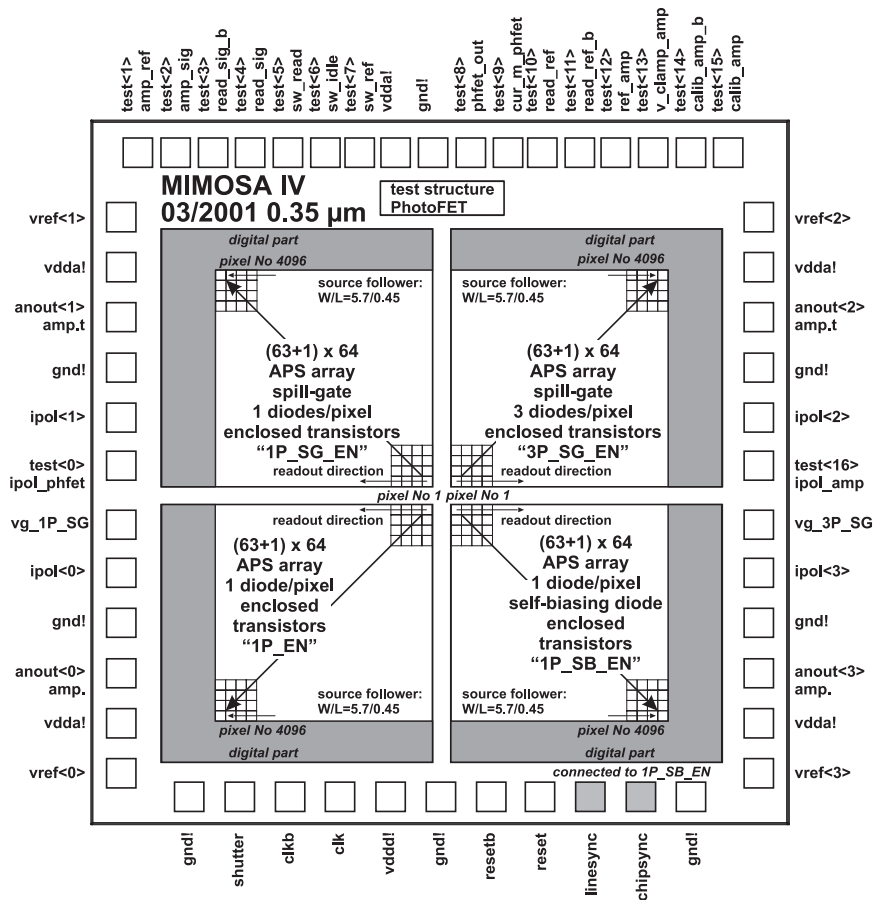 test<1>
amp_ref
test<2>
amp_sig
test<3>
read_sig_b
test<4>
read_sig
test<5>
sw_read
test<6>
sw_idle
test<7>
sw_ref
vdda!
gnd!
test<8>
phfet_out
test<9>
cur_m_phfet
test<10>
read_ref
test<11>
read_ref_b
test<12>
ref_amp
test<13>
v_clamp_amp
test<14>
calib_amp_b
test<15>
calib_amp
MIMOSA IV
03/2001 0.35 µm
test structure
PhotoFET
vref<1>
vdda!
anout<1>
amp.t
gnd!
ipol<1>
test<0>
ipol_phfet
vg_1P_SG
ipol<0>
gnd!
anout<0>
amp.
vdda!
vref<0>
digital part
pixel No 4096
source follower:
W/L=5.7/0.45
(63+1) x 64
APS array
spill-gate
1 diodes/pixel
enclosed transistors
“1P_SG_EN”
readout direction
pixel No 1
digital part
pixel No 4096
source follower:
W/L=5.7/0.45
(63+1) x 64
APS array
spill-gate
3 diodes/pixel
enclosed transistors
“3P_SG_EN”
readout direction
pixel No 1
readout direction
(63+1) x 64
APS array
1 diode/pixel
enclosed
transistors
“1P_EN”
source follower:
W/L=5.7/0.45
pixel No 4096
digital part
readout direction
(63+1) x 64
APS array
1 diode/pixel
self-biasing diode
enclosed
transistors
“1P_SB_EN”
source follower:
W/L=5.7/0.45
pixel No 4096
digital part
connected to 1P_SB_EN
vref<2>
vdda!
anout<2>
amp.t
gnd!
ipol<2>
test<16>
ipol_amp
vg_3P_SG
ipol<3>
gnd!
anout<3>
amp.
vdda!
vref<3>
gnd!
shutter
clkb
clk
vddd!
gnd!
resetb
reset
linesync
chipsync
gnd!